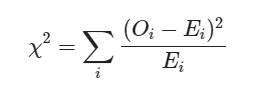 χ² = ∑ᵢ (Oᵢ − Eᵢ)² / Eᵢ